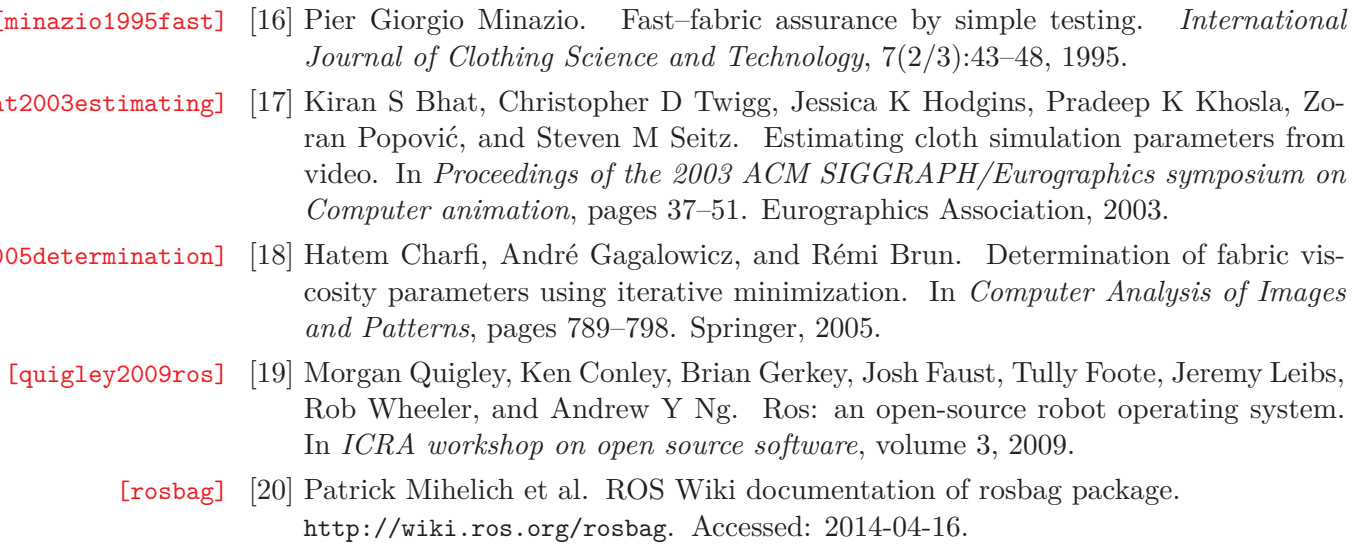 [minazio1995fast] [16] Pier Giorgio Minazio. Fast–fabric assurance by simple testing. International
Journal of Clothing Science and Technology, 7(2/3):43–48, 1995.
at2003estimating] [17] Kiran S Bhat, Christopher D Twigg, Jessica K Hodgins, Pradeep K Khosla, Zo-
ran Popović, and Steven M Seitz. Estimating cloth simulation parameters from
video. In Proceedings of the 2003 ACM SIGGRAPH/Eurographics symposium on
Computer animation, pages 37–51. Eurographics Association, 2003.
005determination] [18] Hatem Charfi, André Gagalowicz, and Rémi Brun. Determination of fabric vis-
cosity parameters using iterative minimization. In Computer Analysis of Images
and Patterns, pages 789–798. Springer, 2005.
[quigley2009ros] [19] Morgan Quigley, Ken Conley, Brian Gerkey, Josh Faust, Tully Foote, Jeremy Leibs,
Rob Wheeler, and Andrew Y Ng. Ros: an open-source robot operating system.
In ICRA workshop on open source software, volume 3, 2009.
[rosbag] [20] Patrick Mihelich et al. ROS Wiki documentation of rosbag package.
http://wiki.ros.org/rosbag. Accessed: 2014-04-16.